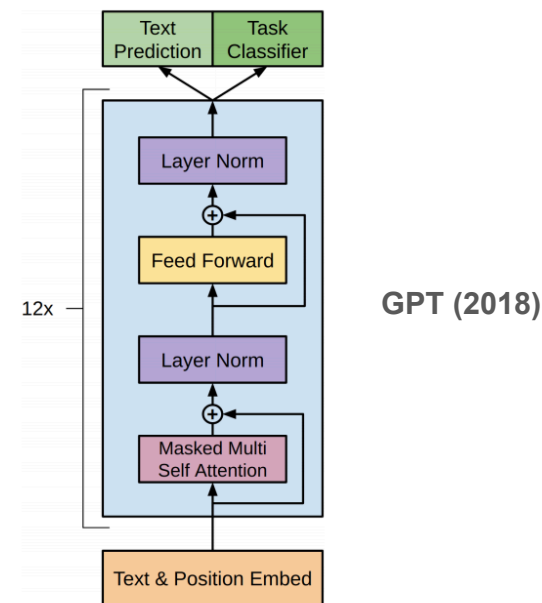 Text
Prediction
Task
Classifier
Layer Norm
+
Feed Forward
12x
GPT (2018)
Layer Norm
+
Masked Multi
Self Attention
Text & Position Embed